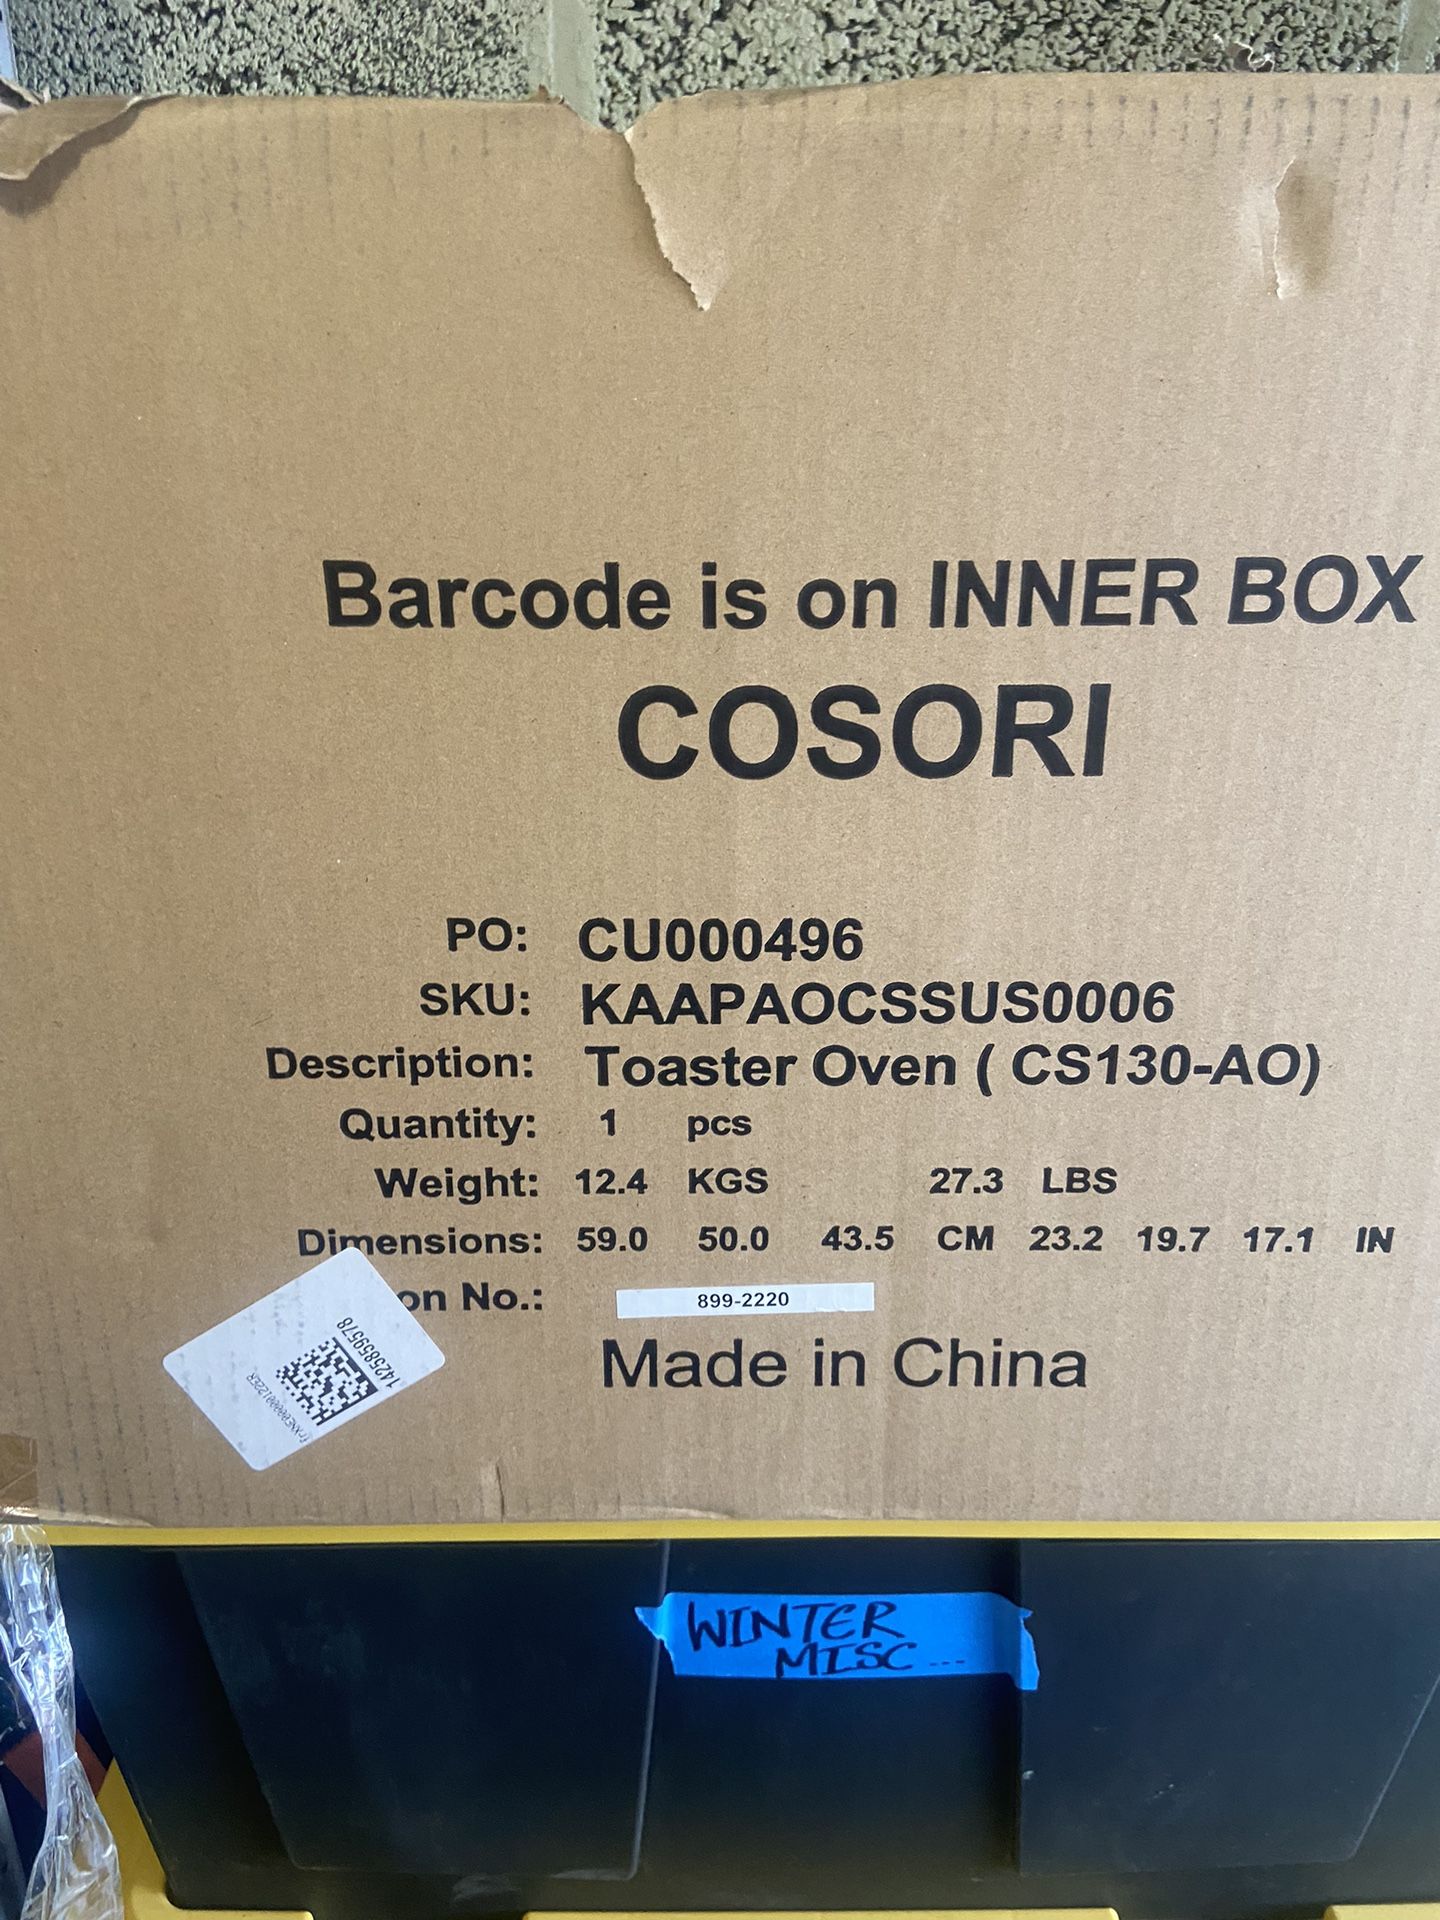 Barcode is on INNER BOX
COSORI
PO: CU000496
SKU: KAAPAOCSSUS0006
Description: Toaster Oven ( CS130-AO)
Quantity: 1 pcs
Weight: 12.4 KGS 27.3 LBS
Dimensions: 59.0 50.0 43.5 CM 23.2 19.7 17.1 IN
on No.: 899-2220
Made in China
1425859578
WINTER
MISC ...